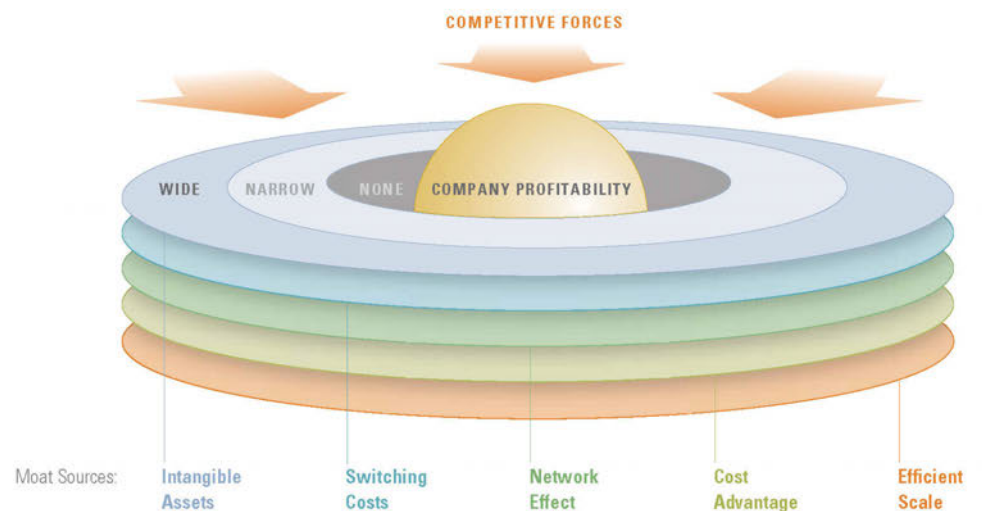 COMPETITIVE FORCES
WIDE NARROW NONE COMPANY PROFITABILITY
Moat Sources: Intangible Switching Network Cost Efficient
Assets Costs Effect Advantage Scale